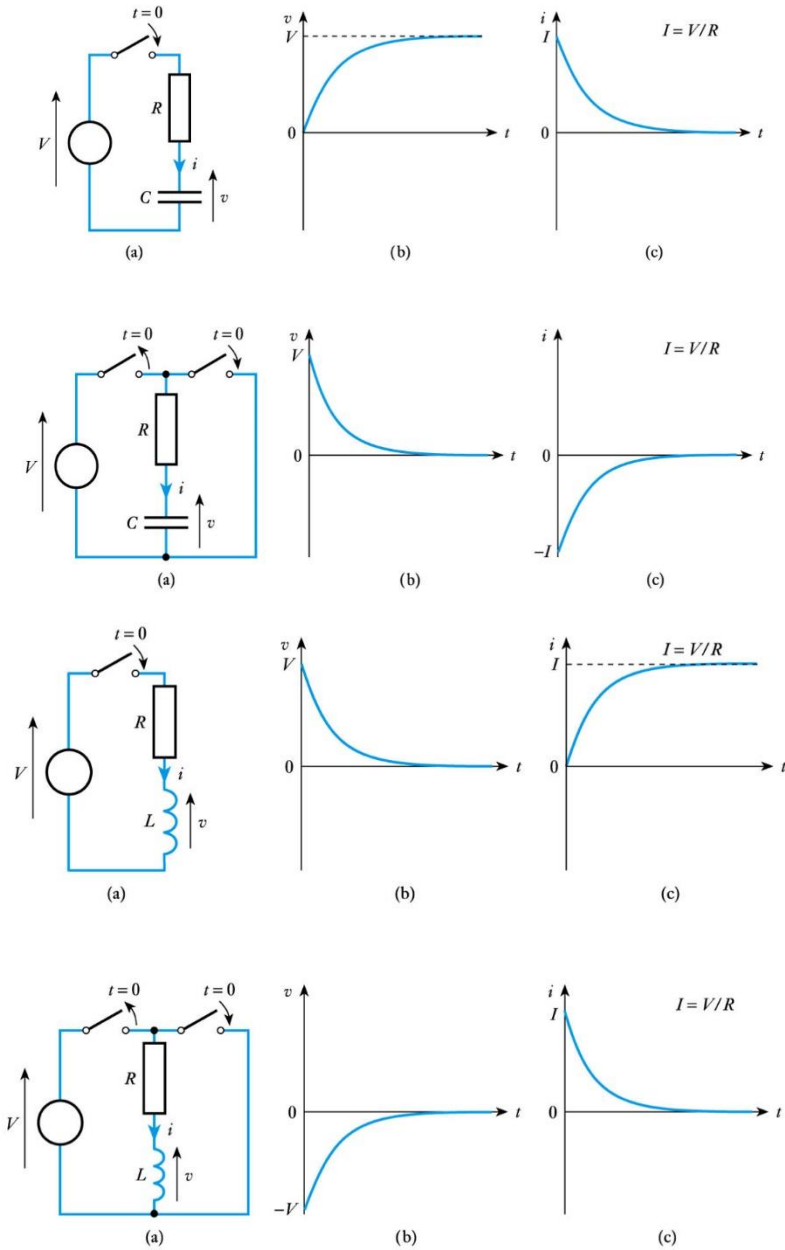 t = 0
R
V
i
C
v
(a)
v
V
0
t
(b)
i
I
I = V/R
0
t
(c)
t = 0
t = 0
R
V
i
C
v
(a)
v
V
0
t
(b)
i
I = V/R
0
t
−I
(c)
t = 0
R
V
i
L
v
(a)
v
V
0
t
(b)
i
I = V/R
I
0
t
(c)
t = 0
t = 0
R
V
i
L
v
(a)
v
0
t
−V
(b)
i
I
I = V/R
0
t
(c)